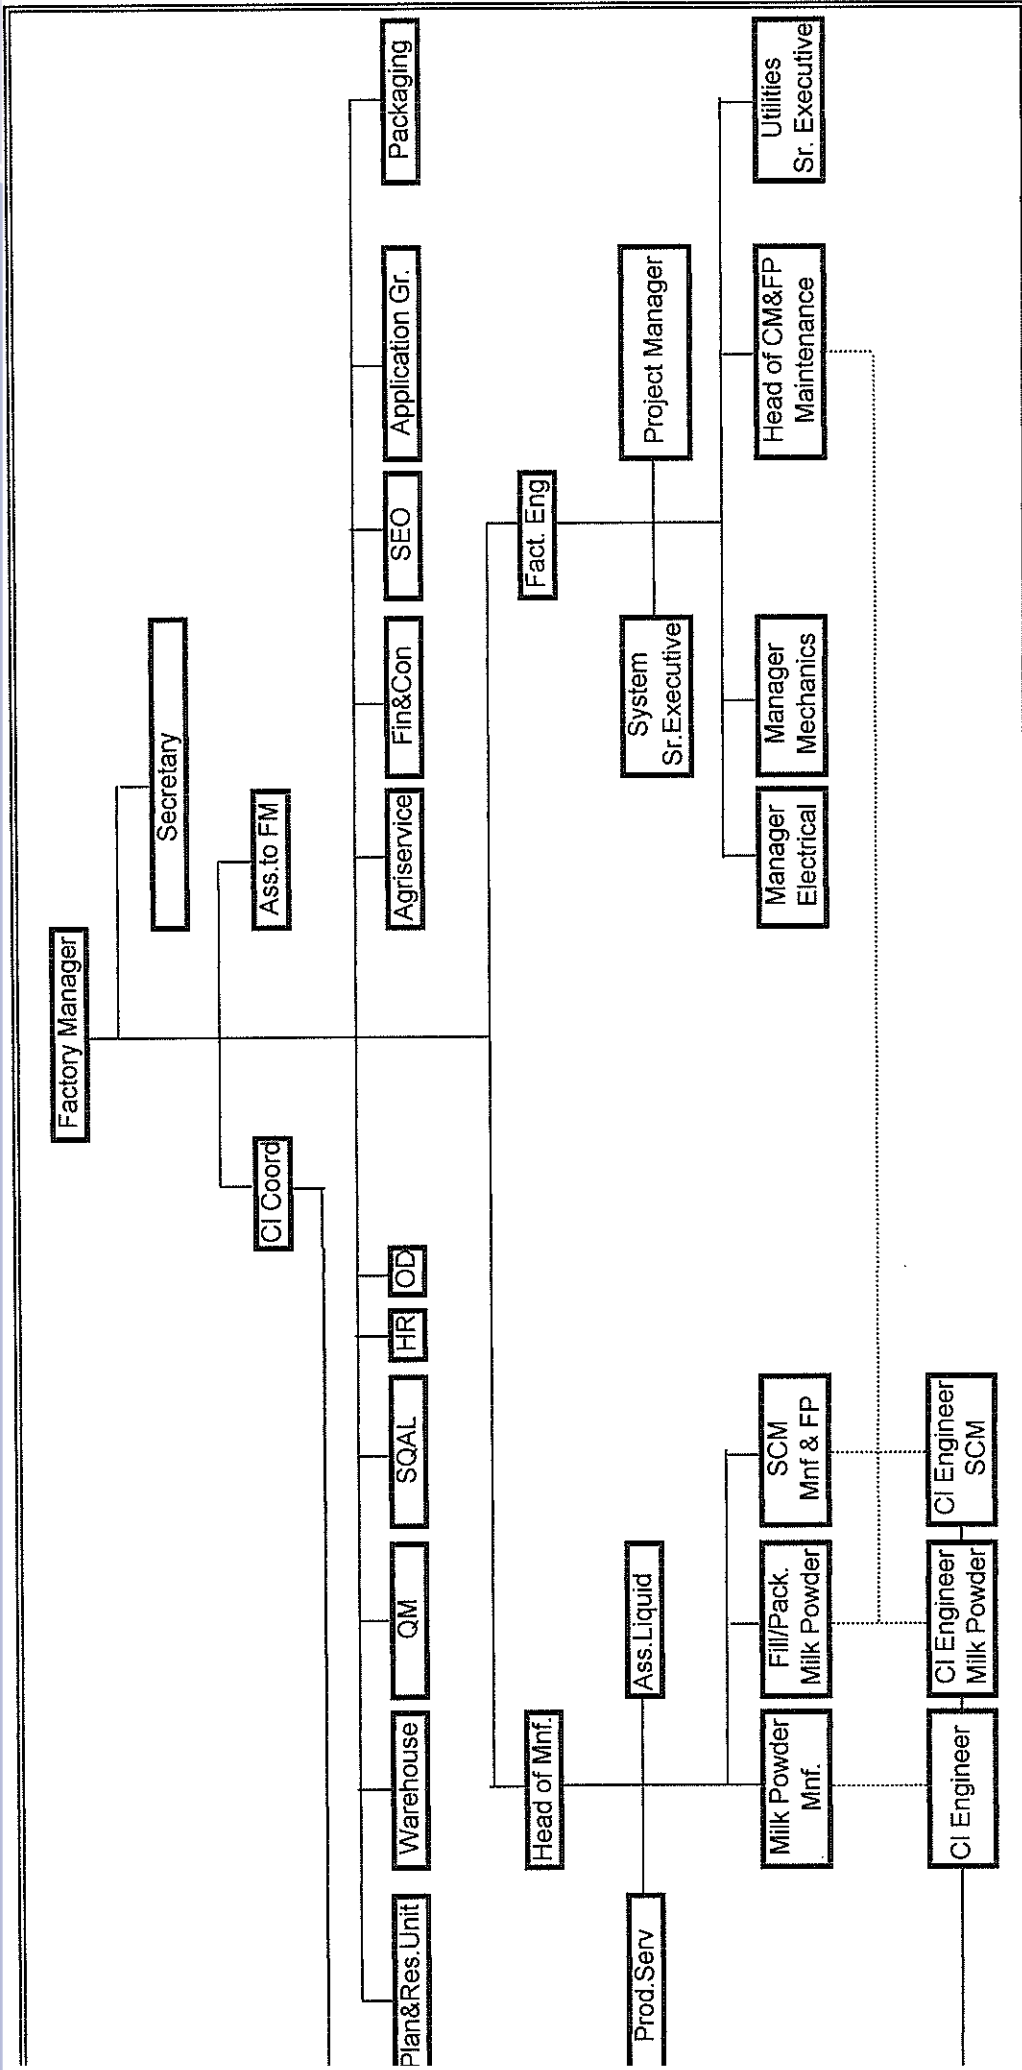 Factory Manager
Secretary
CI Coord
Ass.to FM
Plan&Res.Unit
Warehouse
QM
SQAL
HR
OD
Agriservice
Fin&Con
SEO
Application Gr.
Packaging
Head of Mnf.
Fact. Eng
Prod.Serv
Ass.Liquid
System
Sr.Executive
Project Manager
Milk Powder
Mnf.
Fill/Pack.
Milk Powder
SCM
Mnf & FP
Manager
Electrical
Manager
Mechanics
Head of CM&FP
Maintenance
Utilities
Sr. Executive
CI Engineer
CI Engineer
Milk Powder
CI Engineer
SCM